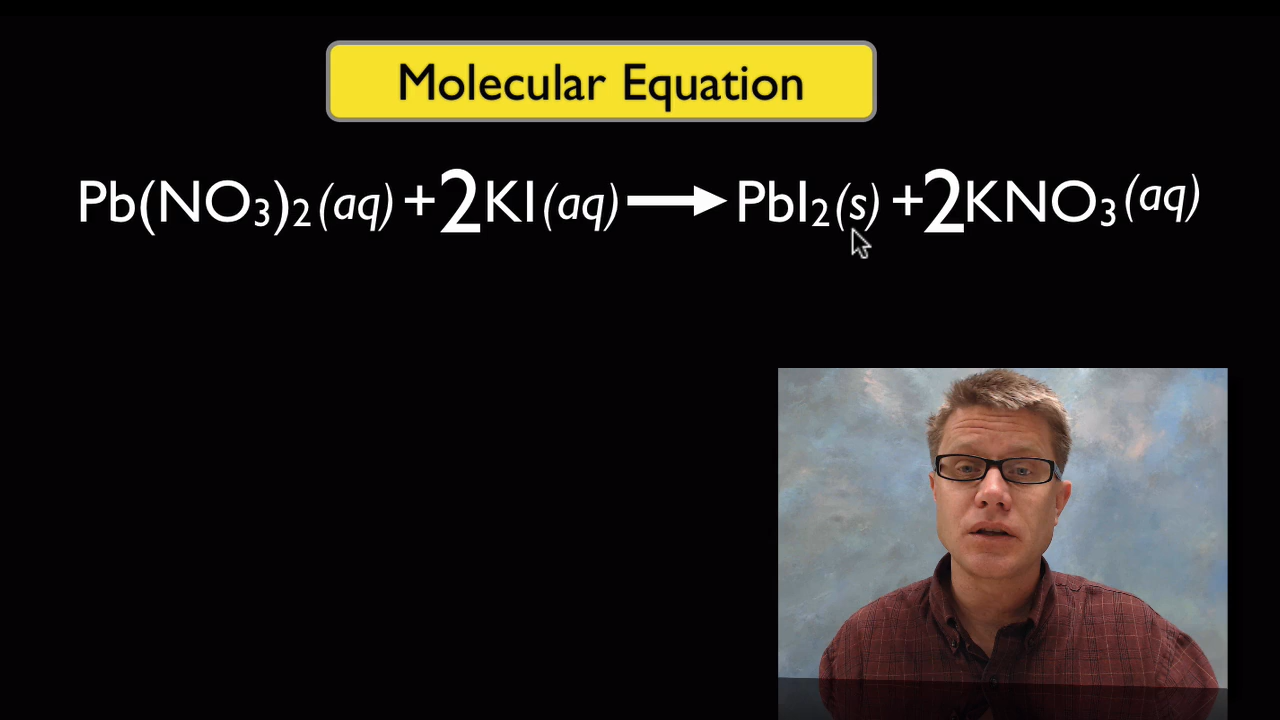 Molecular Equation
Pb(NO₃)₂(aq)+2KI(aq)→PbI₂(s)+2KNO₃(aq)